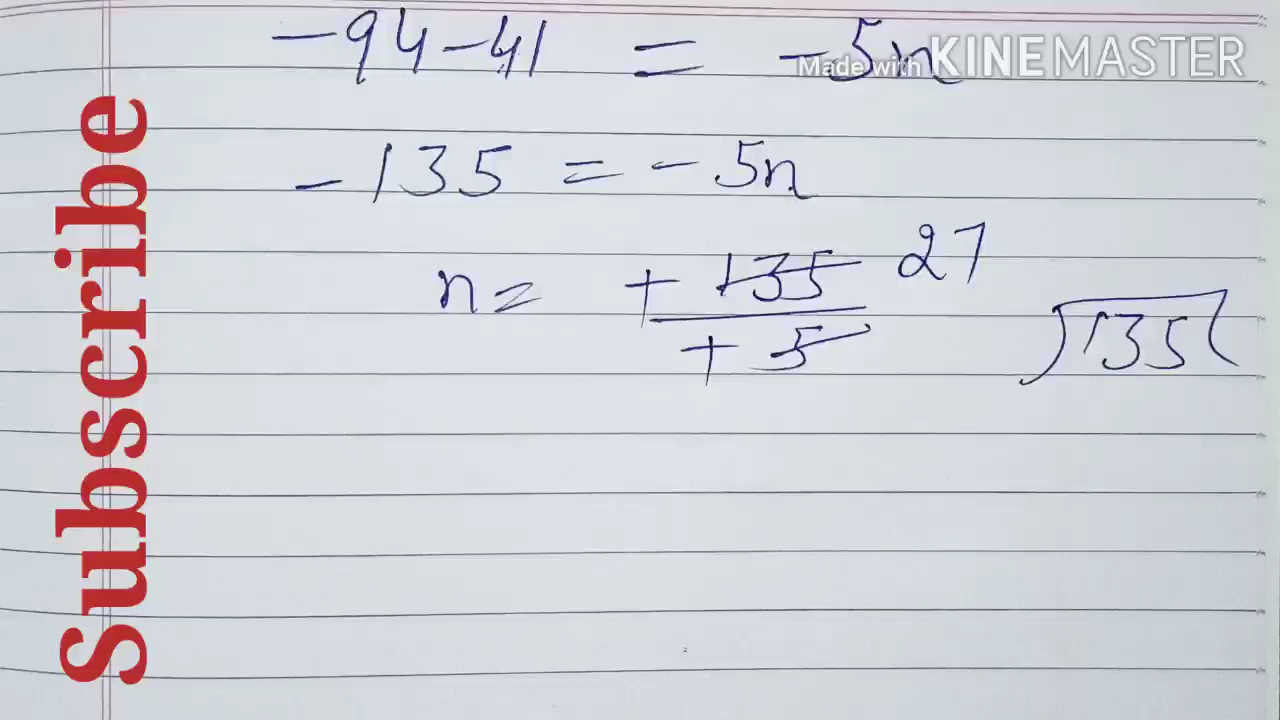 -94-41 = -5n
Made with KINEMASTER
-135 = -5n
n= +135/+5 27
135
Subscribe